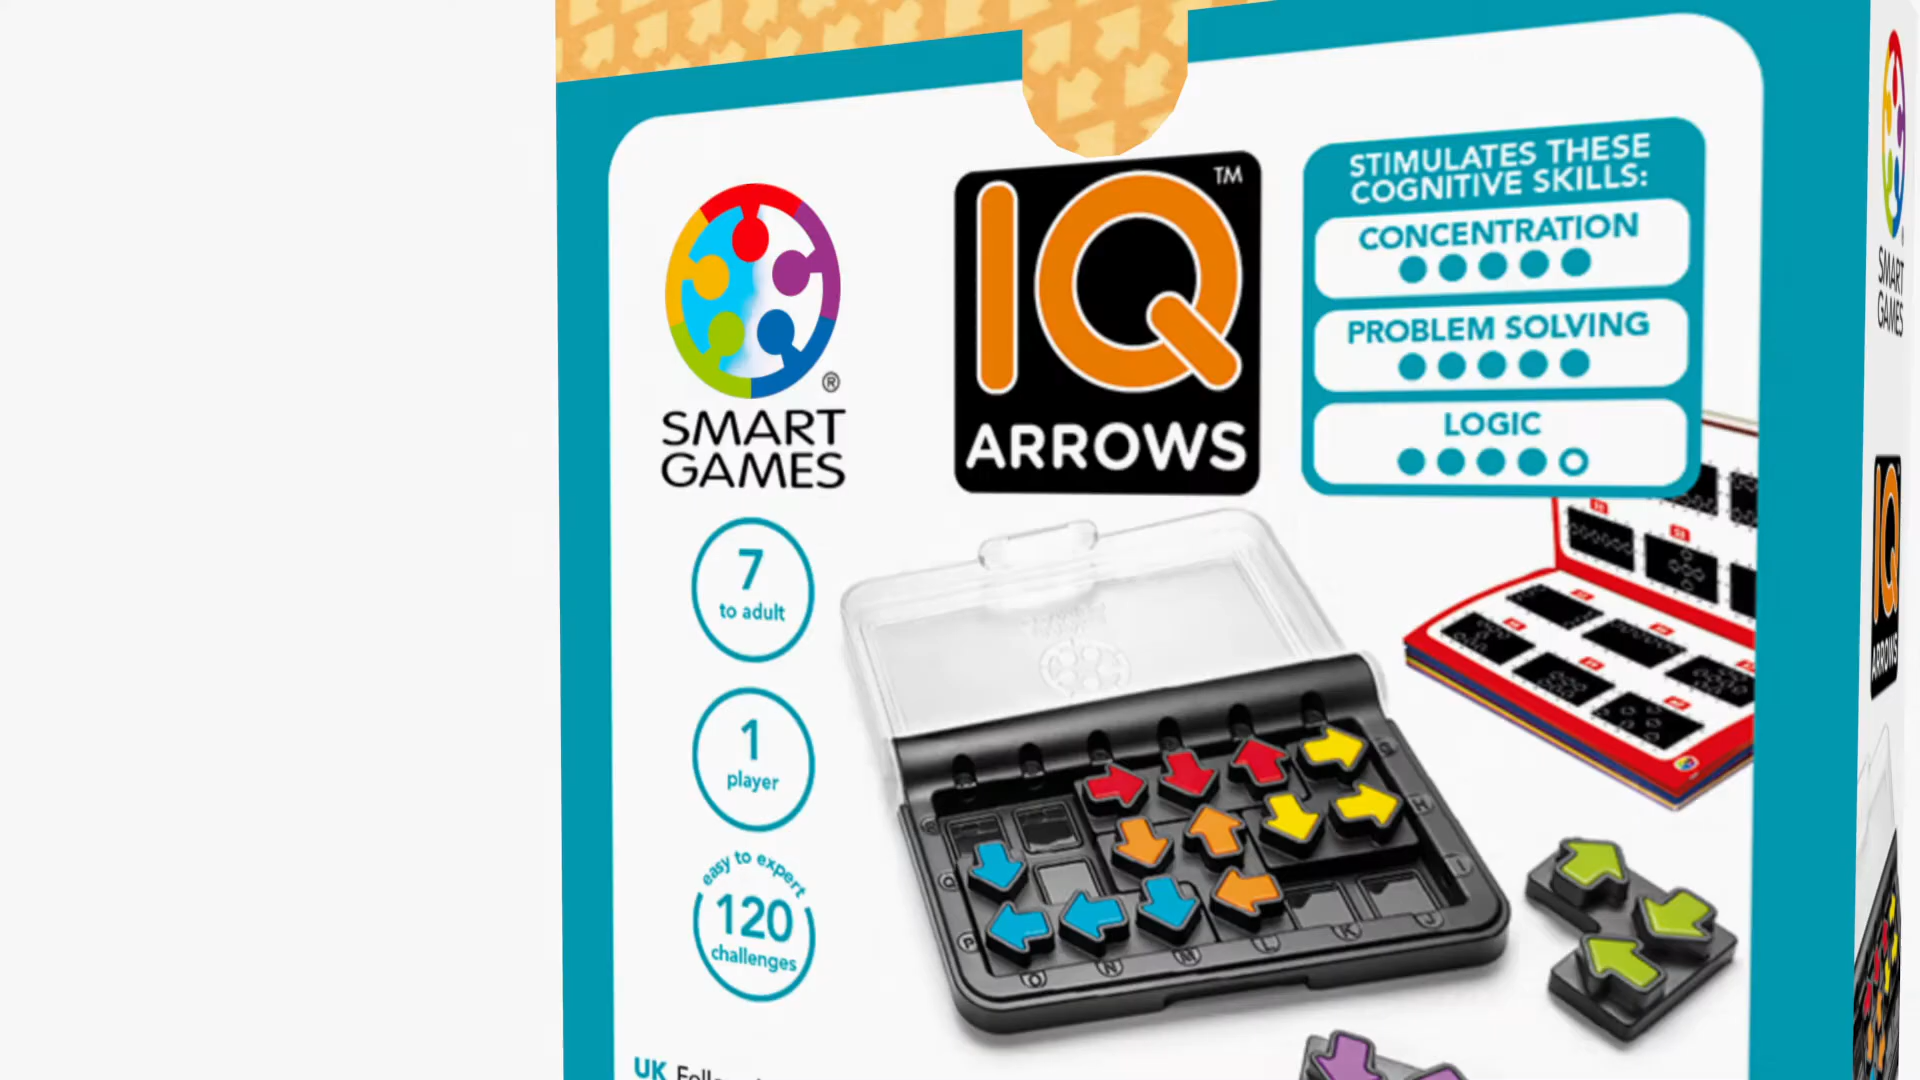 IQ
TM
ARROWS
SMART
GAMES
®
STIMULATES THESE
COGNITIVE SKILLS:
CONCENTRATION
PROBLEM SOLVING
LOGIC
7
to adult
1
player
easy to expert
120
challenges
G
H
I
J
K
L
M
N
O
P
Q
UK
SMART
GAMES
IQ
ARROWS